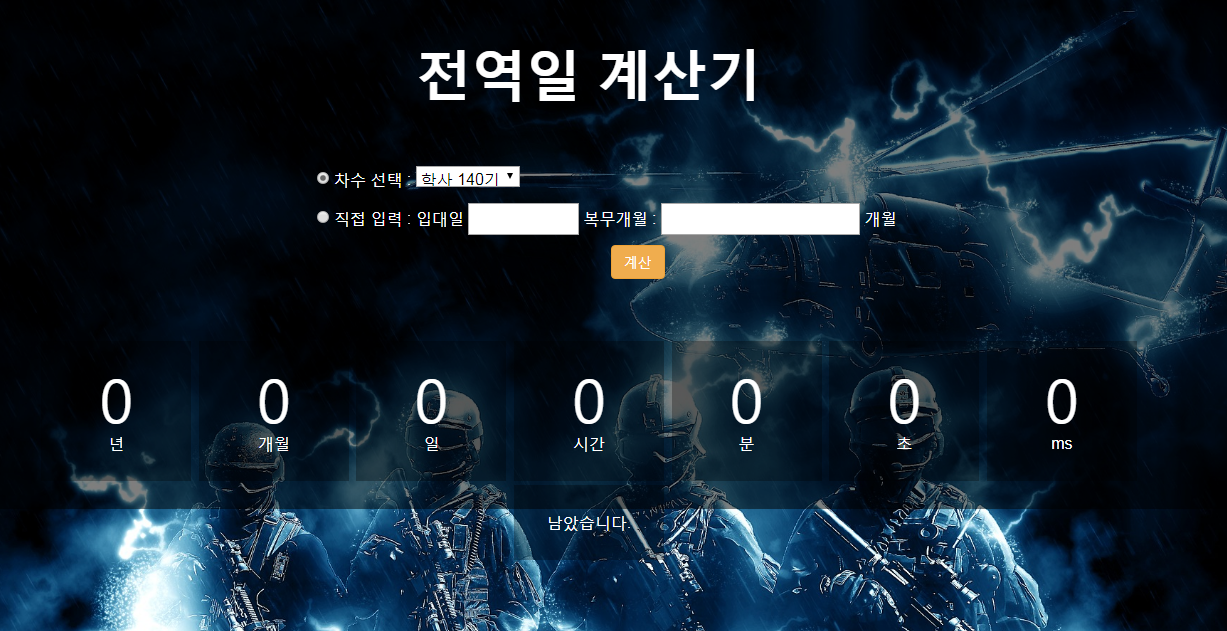 전역일 계산기
차수 선택 : 학사 140기
직접 입력 : 입대일 복무개월 : 개월
계산
0 0 0 0 0 0 0
년 개월 일 시간 분 초 ms
남았습니다